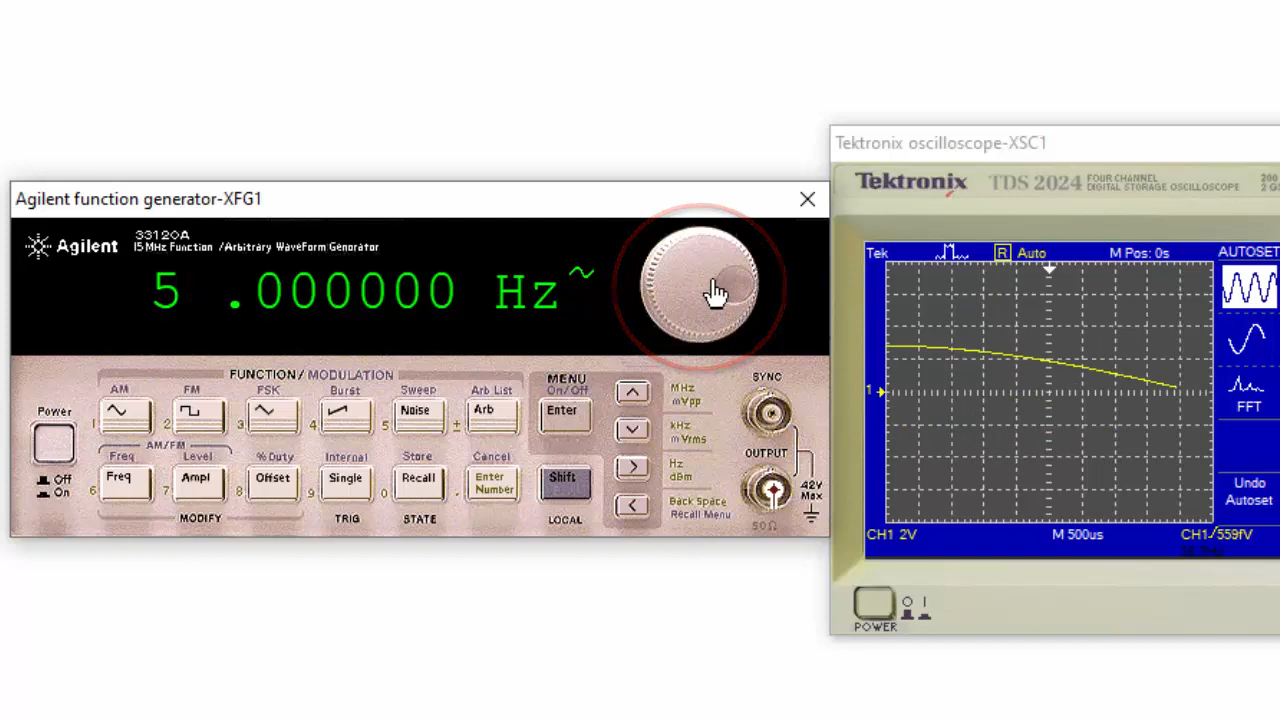 Agilent function generator-XFG1
Agilent
33120A
15 MHz Function /Arbitrary WaveForm Generator
5 .000000 Hz~
FUNCTION/ MODULATION
AM FM FSK Burst Sweep Arb List
1 2 3 4 5 Noise ± Arb
AM/FM
Freq Level %Duty Internal Store Cancel
6 Freq 7 Ampl 8 Offset 9 Single 0 Recall . Enter Number
MODIFY TRIG STATE
MENU
On/Off
Enter
Shift
LOCAL
Power
Off
On
MHz
mVpp
kHz
mVrms
Hz
dBm
Back Space
Recall Menu
SYNC
OUTPUT
42V
Max
50Ω
Tektronix oscilloscope-XSC1
Tektronix TDS 2024 FOUR CHANNEL
DIGITAL STORAGE OSCILLOSCOPE
200
2 G
Tek R Auto M Pos: 0s AUTOSET
1
FFT
Undo
Autoset
CH1 2V M 500us CH1/559fV
POWER O I